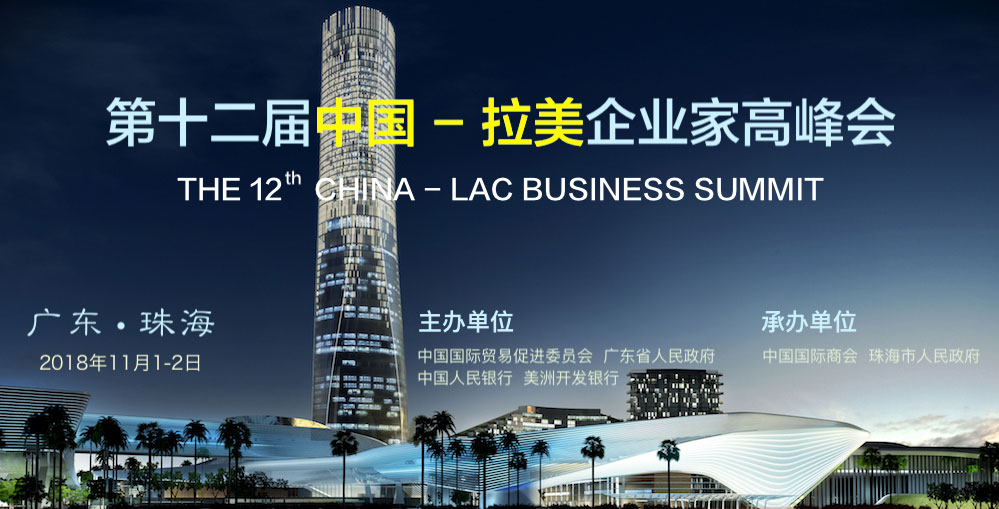 第十二届中国－拉美企业家高峰会
THE 12th CHINA – LAC BUSINESS SUMMIT
广东·珠海
2018年11月1-2日
主办单位
中国国际贸易促进委员会 广东省人民政府
中国人民银行 美洲开发银行
承办单位
中国国际商会 珠海市人民政府